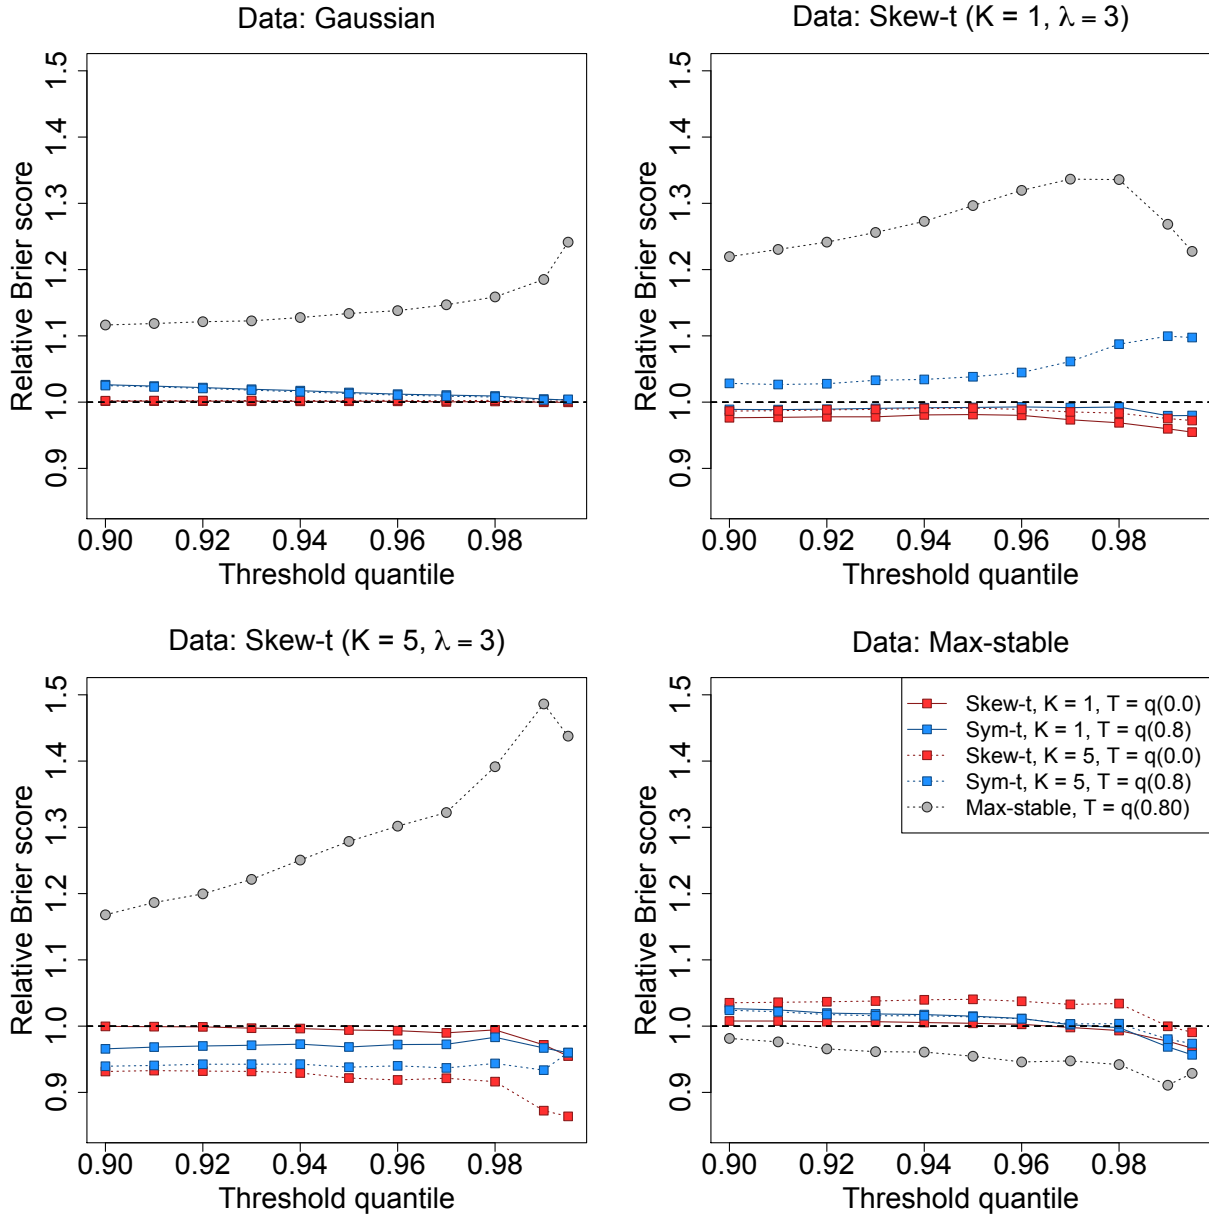 Data: Gaussian
Relative Brier score
1.5
1.4
1.3
1.2
1.1
1.0
0.9
0.90 0.92 0.94 0.96 0.98
Threshold quantile
Data: Skew-t (K = 1, λ = 3)
Relative Brier score
1.5
1.4
1.3
1.2
1.1
1.0
0.9
0.90 0.92 0.94 0.96 0.98
Threshold quantile
Data: Skew-t (K = 5, λ = 3)
Relative Brier score
1.5
1.4
1.3
1.2
1.1
1.0
0.9
0.90 0.92 0.94 0.96 0.98
Threshold quantile
Data: Max-stable
Relative Brier score
1.5
1.4
1.3
1.2
1.1
1.0
0.9
Skew-t, K = 1, T = q(0.0)
Sym-t, K = 1, T = q(0.8)
Skew-t, K = 5, T = q(0.0)
Sym-t, K = 5, T = q(0.8)
Max-stable, T = q(0.80)
0.90 0.92 0.94 0.96 0.98
Threshold quantile